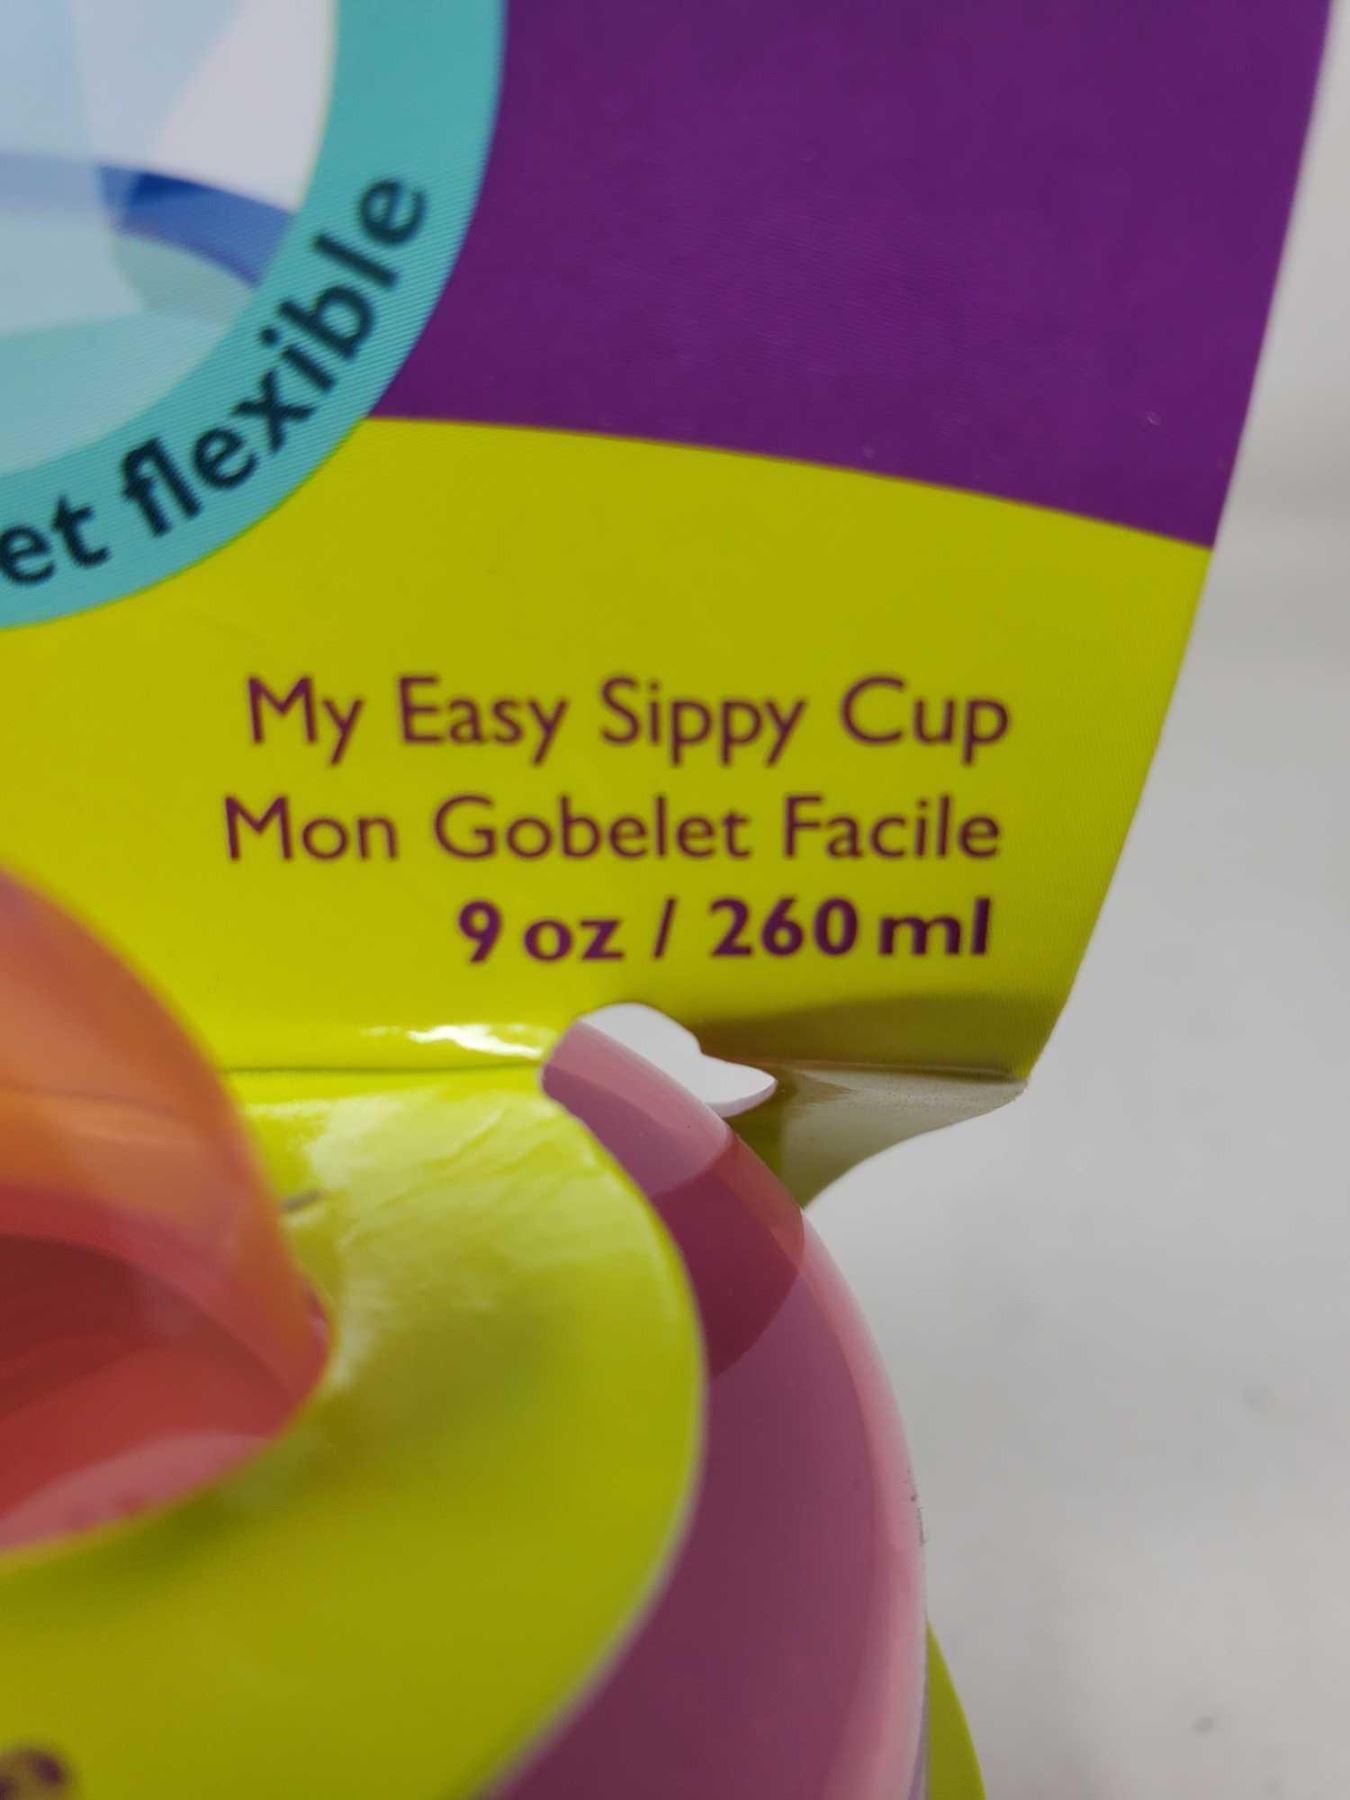 et flexible
My Easy Sippy Cup
Mon Gobelet Facile
9 oz / 260 ml